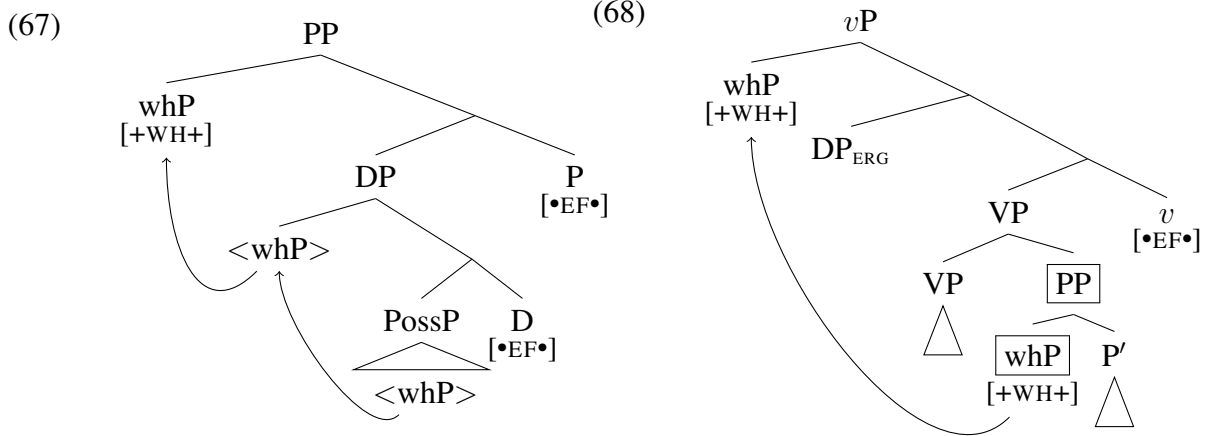 (67)
PP
whP
[+WH+]
DP
P
[•EF•]
<whP>
PossP
D
[•EF•]
<whP>
(68)
vP
whP
[+WH+]
DP_ERG
VP
v
[•EF•]
VP
PP
whP
[+WH+]
P′